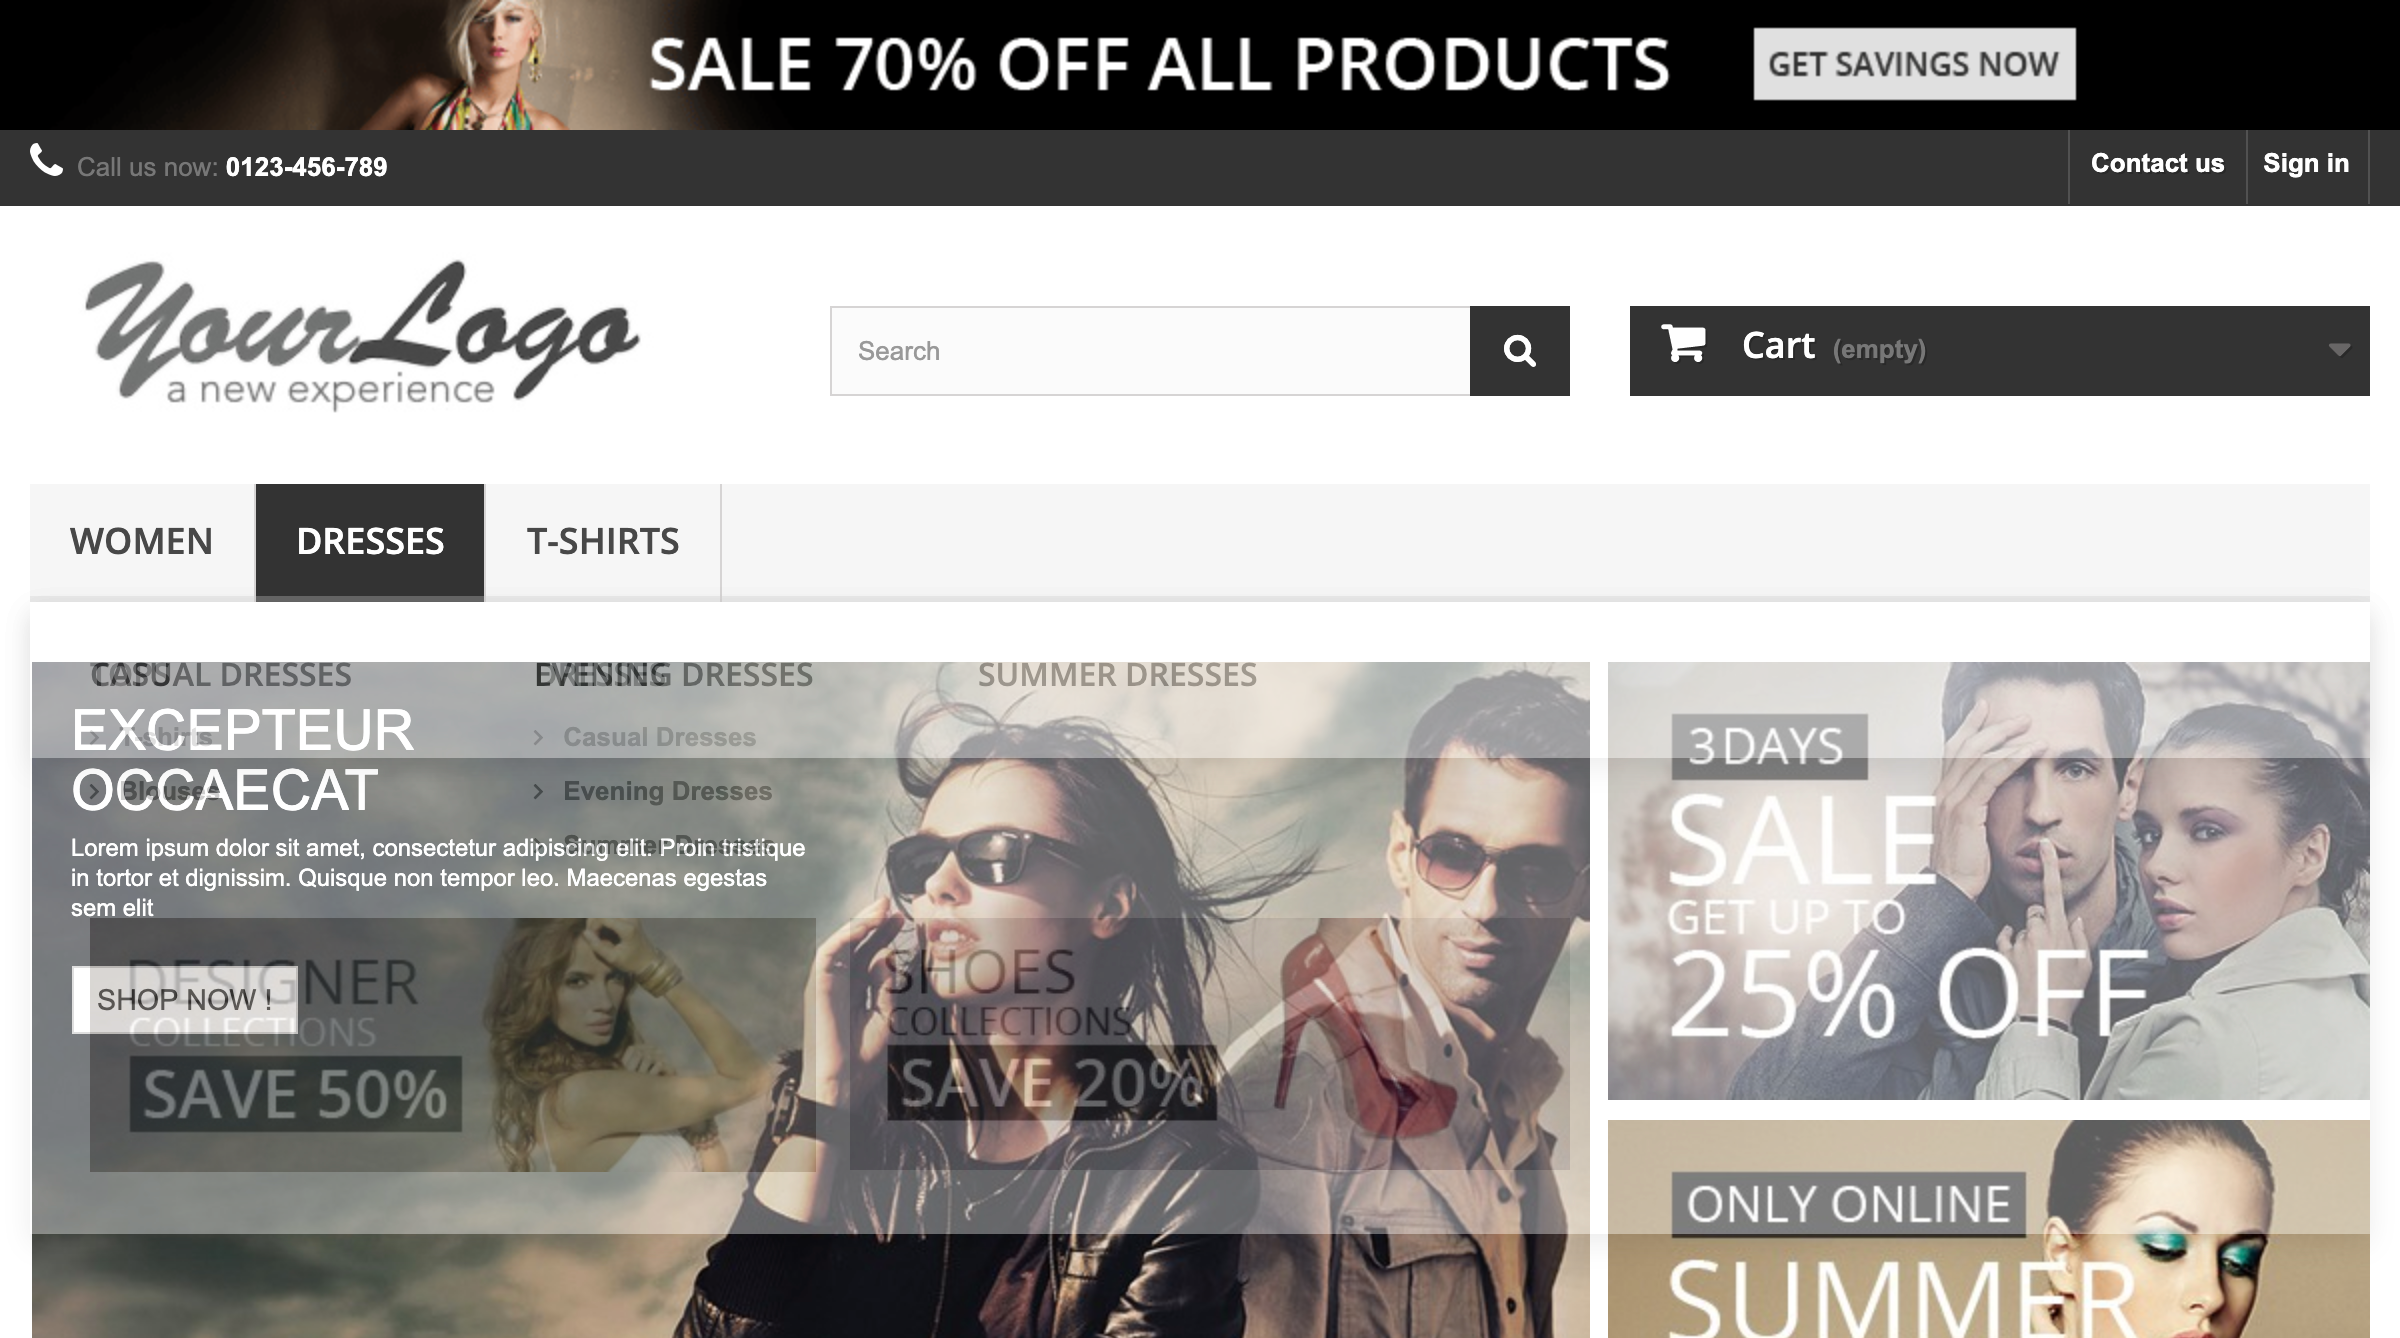 SALE 70% OFF ALL PRODUCTS
GET SAVINGS NOW
Call us now: 0123-456-789
Contact us
Sign in
YourLogo
a new experience
Search
Cart (empty)
WOMEN
DRESSES
T-SHIRTS
CASUAL DRESSES
EVENING DRESSES
SUMMER DRESSES
EXCEPTEUR
OCCAECAT
T-shirts
Casual Dresses
Blouses
Evening Dresses
Summer Dresses
Lorem ipsum dolor sit amet, consectetur adipiscing elit. Proin tristique
in tortor et dignissim. Quisque non tempor leo. Maecenas egestas
sem elit
SHOP NOW !
DESIGNER
COLLECTIONS
SAVE 50%
SHOES
COLLECTIONS
SAVE 20%
3 DAYS
SALE
GET UP TO
25% OFF
ONLY ONLINE
SUMMER